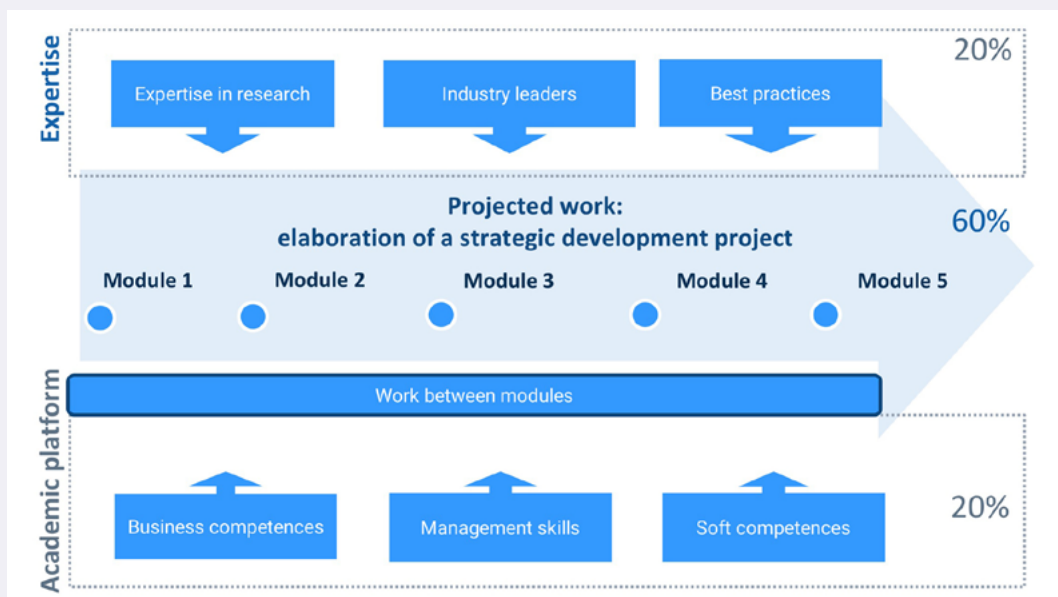 Expertise
20%
Expertise in research
Industry leaders
Best practices
Projected work:
elaboration of a strategic development project
60%
Module 1
Module 2
Module 3
Module 4
Module 5
Work between modules
Academic platform
Business competences
Management skills
Soft competences
20%